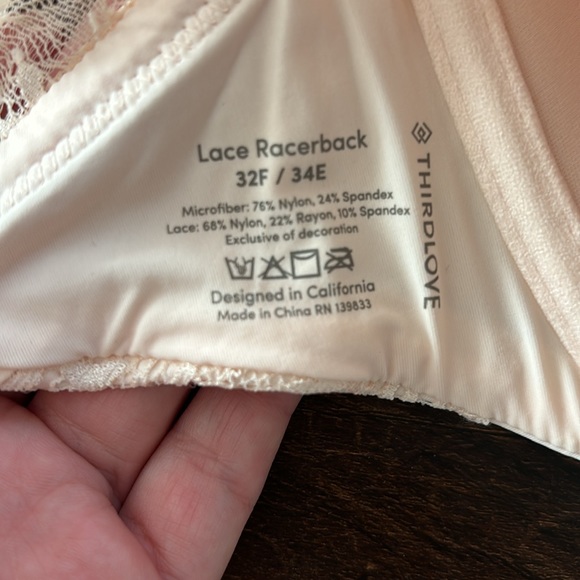 Lace Racerback
32F / 34E
Microfiber: 76% Nylon, 24% Spandex
Lace: 68% Nylon, 22% Rayon, 10% Spandex
Exclusive of decoration
Designed in California
Made in China RN 139833
THIRDLOVE